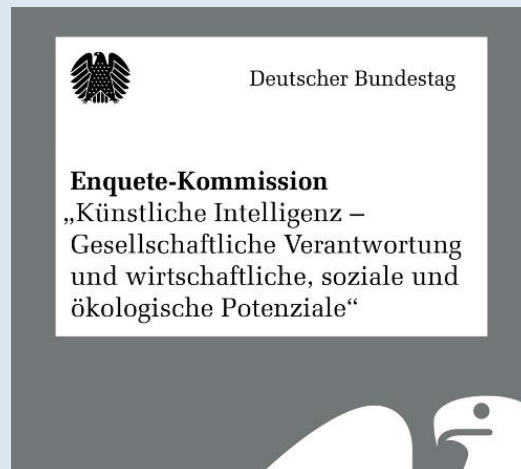 Deutscher Bundestag
Enquete-Kommission
„Künstliche Intelligenz –
Gesellschaftliche Verantwortung
und wirtschaftliche, soziale und
ökologische Potenziale“